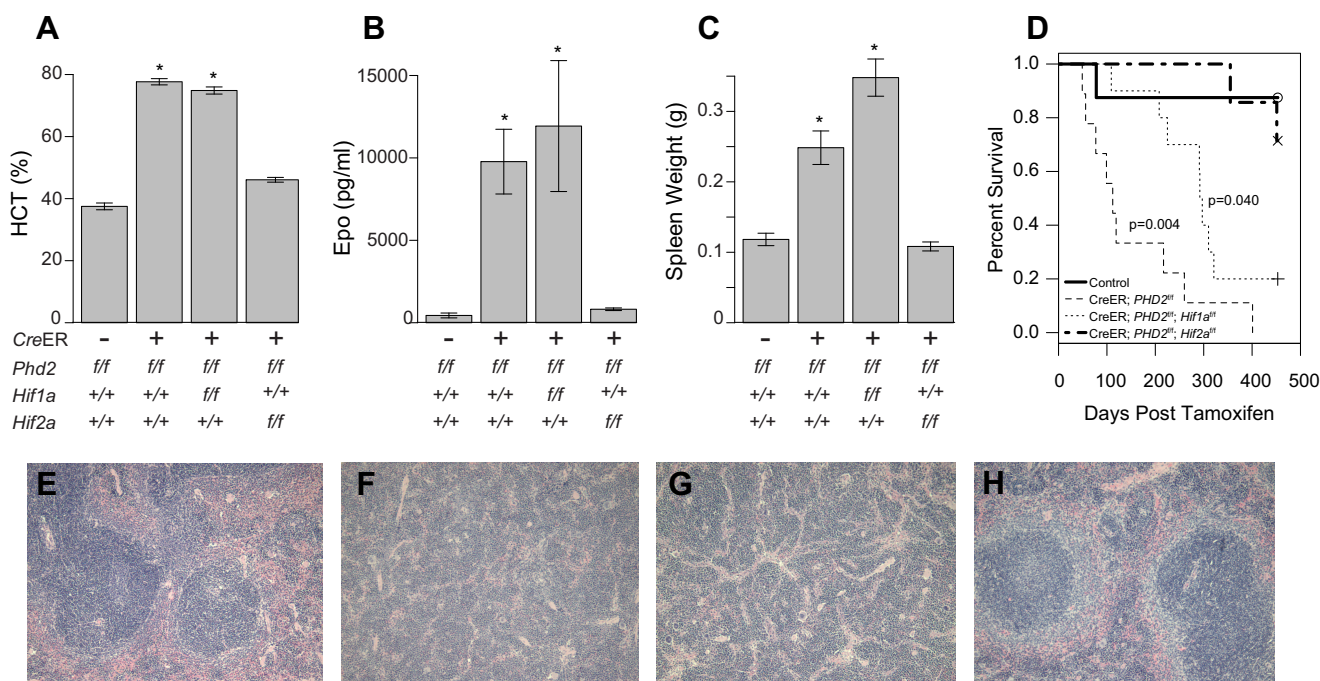 A
HCT (%)
80
60
40
20
0
*
*
CreER - + + +
Phd2 f/f f/f f/f f/f
Hif1a +/+ +/+ f/f +/+
Hif2a +/+ +/+ +/+ f/f
B
Epo (pg/ml)
15000
10000
5000
0
*
*
- + + +
f/f f/f f/f f/f
+/+ +/+ f/f +/+
+/+ +/+ +/+ f/f
C
Spleen Weight (g)
0.3
0.2
0.1
0
*
*
- + + +
f/f f/f f/f f/f
+/+ +/+ f/f +/+
+/+ +/+ +/+ f/f
D
Percent Survival
1.0
0.8
0.6
0.4
0.2
0.0
p=0.040
p=0.004
Control
CreER; PHD2f/f
CreER; PHD2f/f; Hif1af/f
CreER; PHD2f/f; Hif2af/f
0 100 200 300 400 500
Days Post Tamoxifen
E
F
G
H